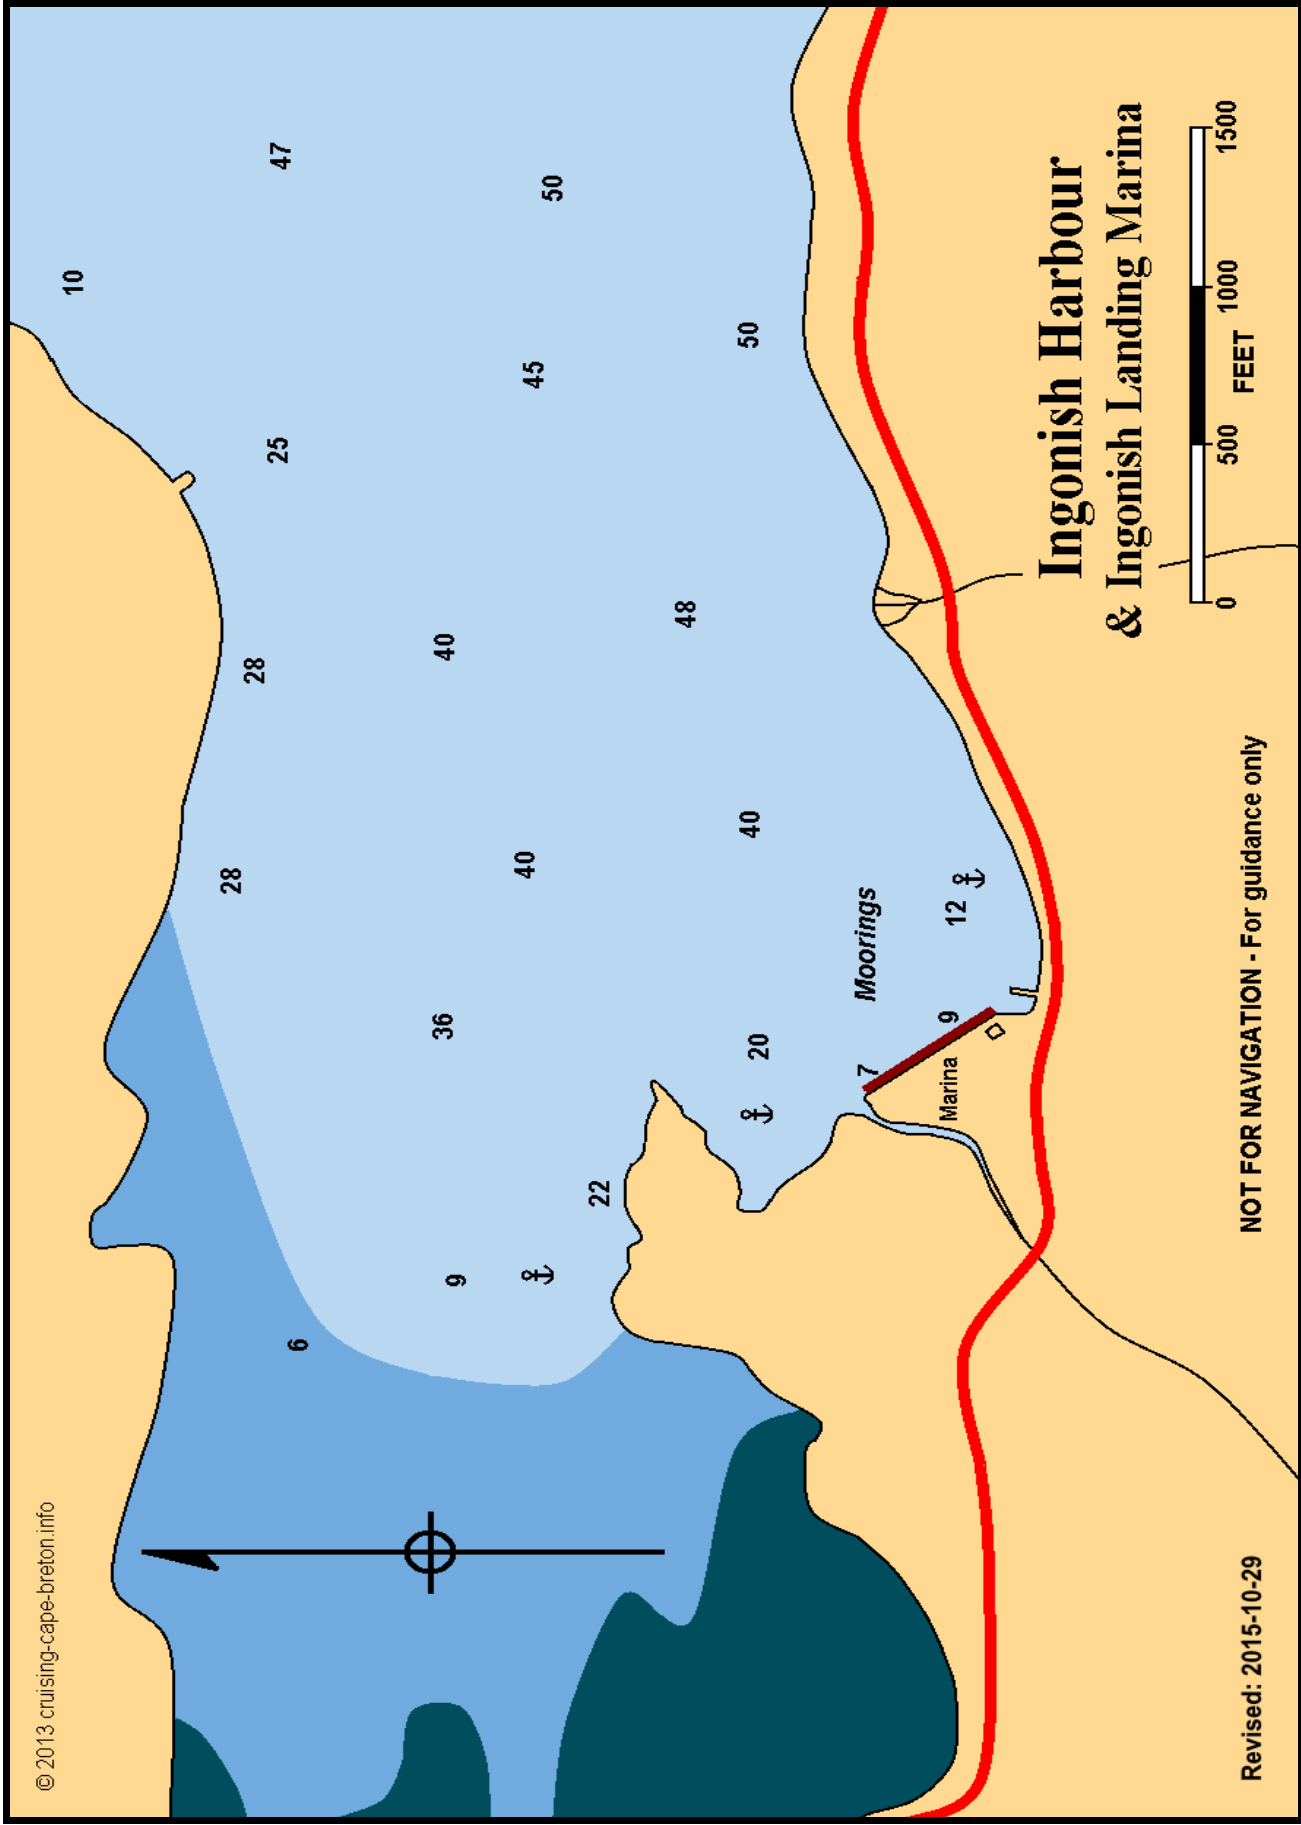 © 2013 cruising-cape-breton.info
10
28
28
25
47
6
9
36
40
40
45
50
22
48
20
40
50
7
Moorings
Marina
9
12
Ingonish Harbour
& Ingonish Landing Marina
0 500 1000 1500
FEET
Revised: 2015-10-29
NOT FOR NAVIGATION - For guidance only